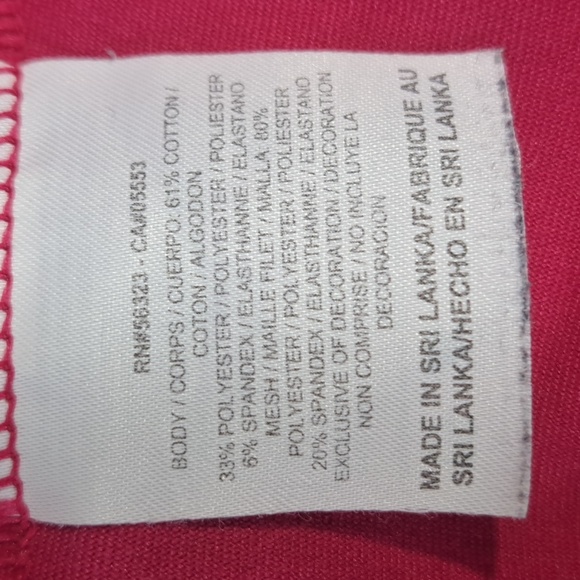 RN#56323 - CA#05553
BODY / CORPS / CUERPO: 61% COTTON /
COTON / ALGODON
33% POLYESTER / POLYESTER / POLIESTER
6% SPANDEX / ELASTHANNE / ELASTANO
MESH / MAILLE FILET / MALLA: 80%
POLYESTER / POLYESTER / POLIESTER
20% SPANDEX / ELASTHANNE / ELASTANO
EXCLUSIVE OF DECORATION / DECORATION
NON COMPRISE / NO INCLUYE LA
DECORACION
MADE IN SRI LANKA/FABRIQUE AU
SRI LANKA/HECHO EN SRI LANKA